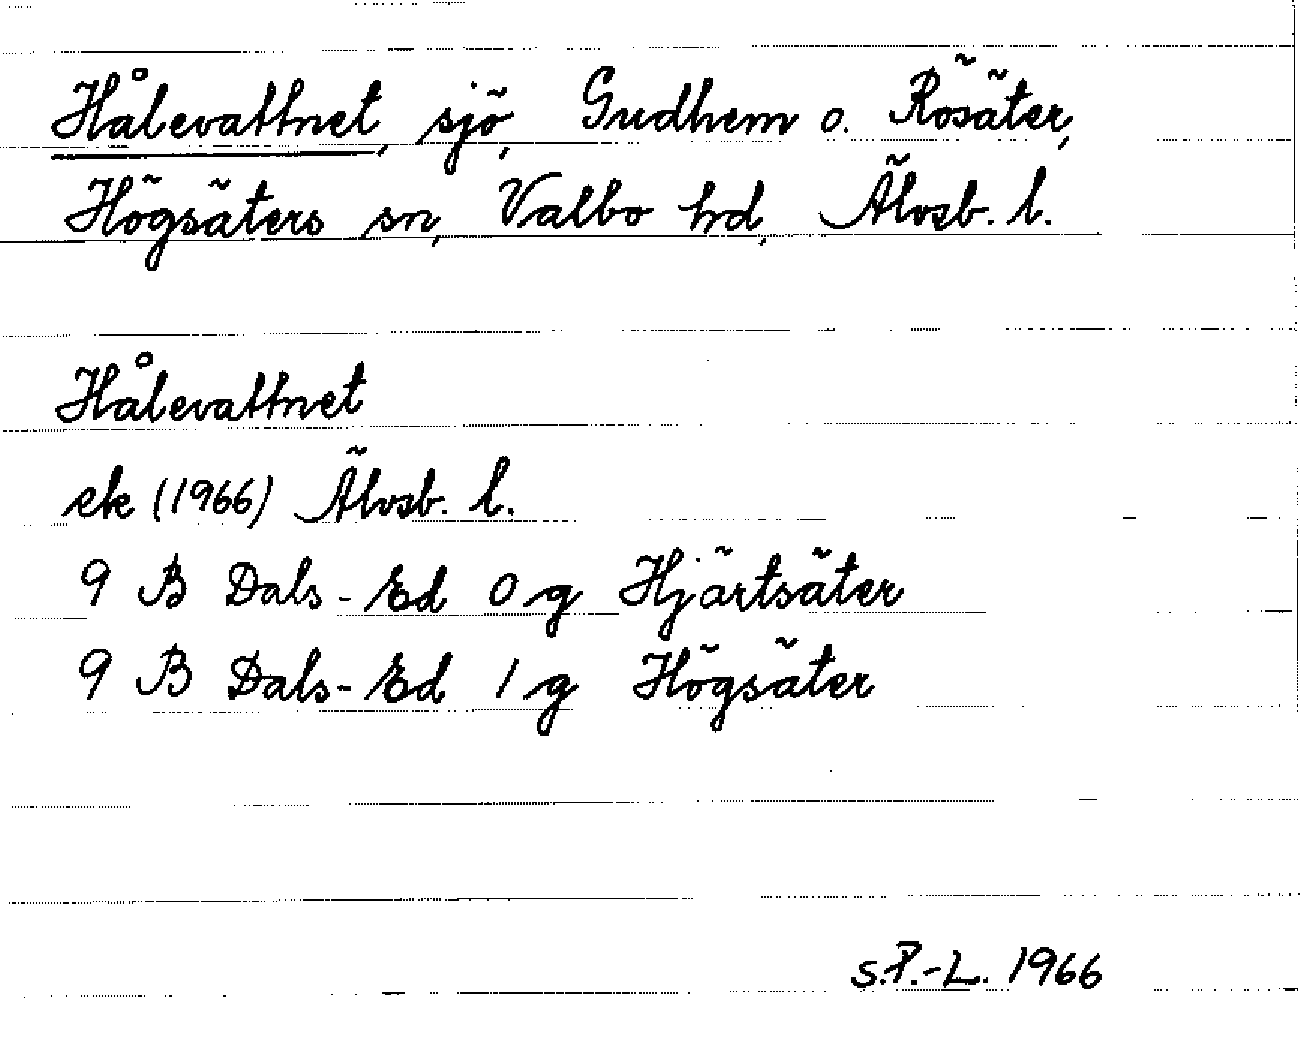 Hålevattnet, sjö, Gudhem o. Rösäter,
Högsäters sn, Valbo hd, Älvsb. l.
Hålevattnet
ek (1966) Älvsb. l.
9 B Dals-Ed 0 g Hjärtsäter
9 B Dals-Ed 1 g Högsäter
S.P.-L. 1966